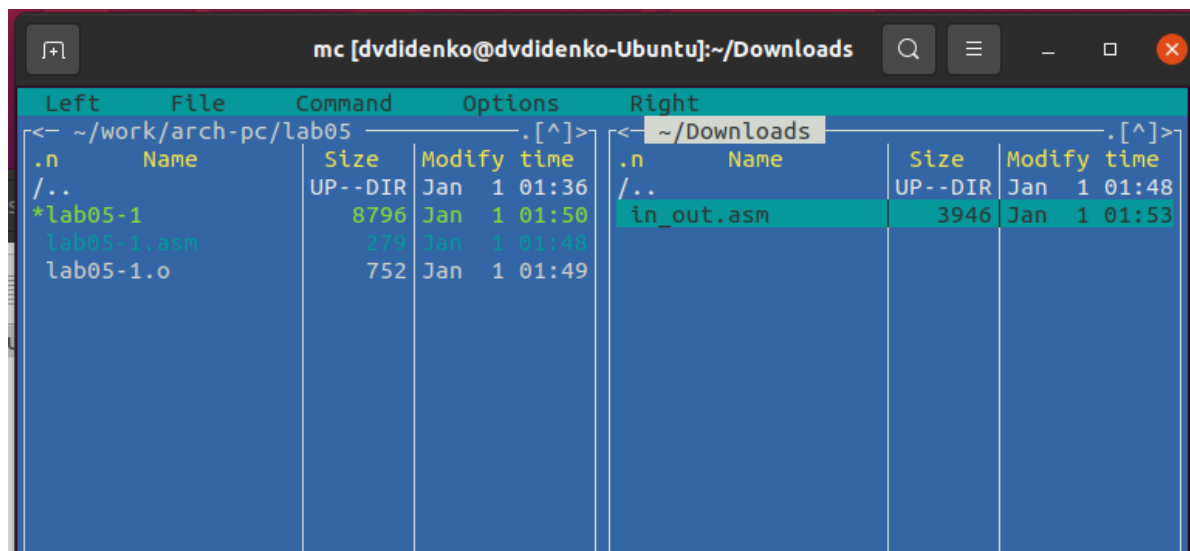 mc [dvdidenko@dvdidenko-Ubuntu]:~/Downloads
Left File Command Options Right
<- ~/work/arch-pc/lab05 .[^]> <- ~/Downloads .[^]>
.n Name Size Modify time .n Name Size Modify time
/.. UP--DIR Jan 1 01:36 /.. UP--DIR Jan 1 01:48
*lab05-1 8796 Jan 1 01:50 in_out.asm 3946 Jan 1 01:53
lab05-1.asm 279 Jan 1 01:48
lab05-1.o 752 Jan 1 01:49